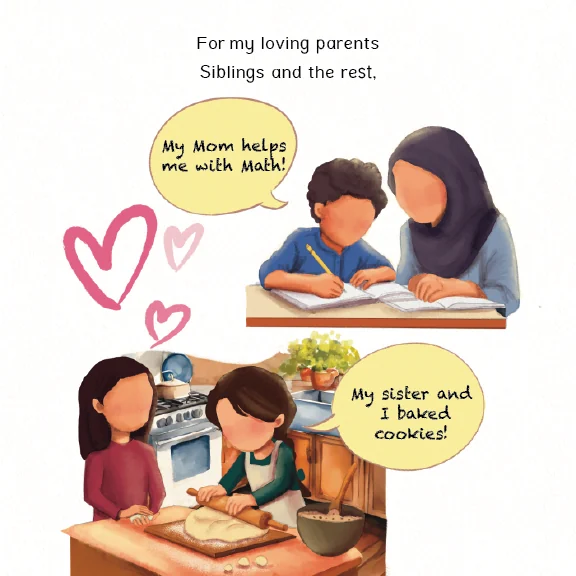 For my loving parents
Siblings and the rest,
My Mom helps
me with Math!
My sister and
I baked
cookies!